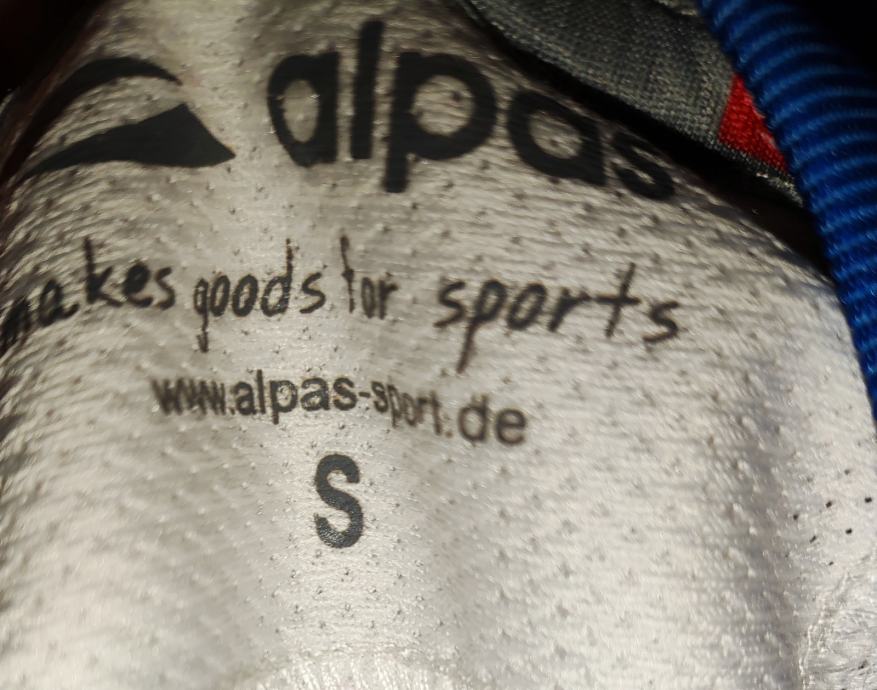 alpas
makes goods for sports
www.alpas-sport.de
S